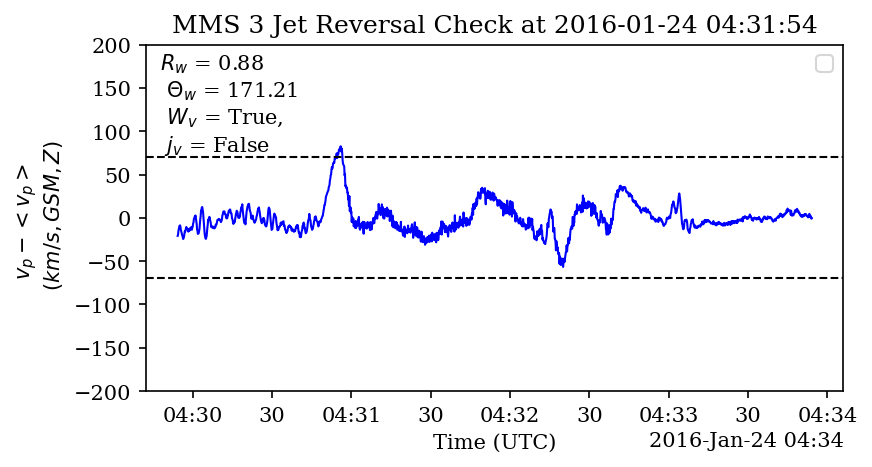 MMS 3 Jet Reversal Check at 2016-01-24 04:31:54
R_w = 0.88
Θ_w = 171.21
W_v = True,
j_v = False
v_p − < v_p >
(km/s, GSM, Z)
200
150
100
50
0
−50
−100
−150
−200
04:30 30 04:31 30 04:32 30 04:33 30 04:34
Time (UTC) 2016-Jan-24 04:34